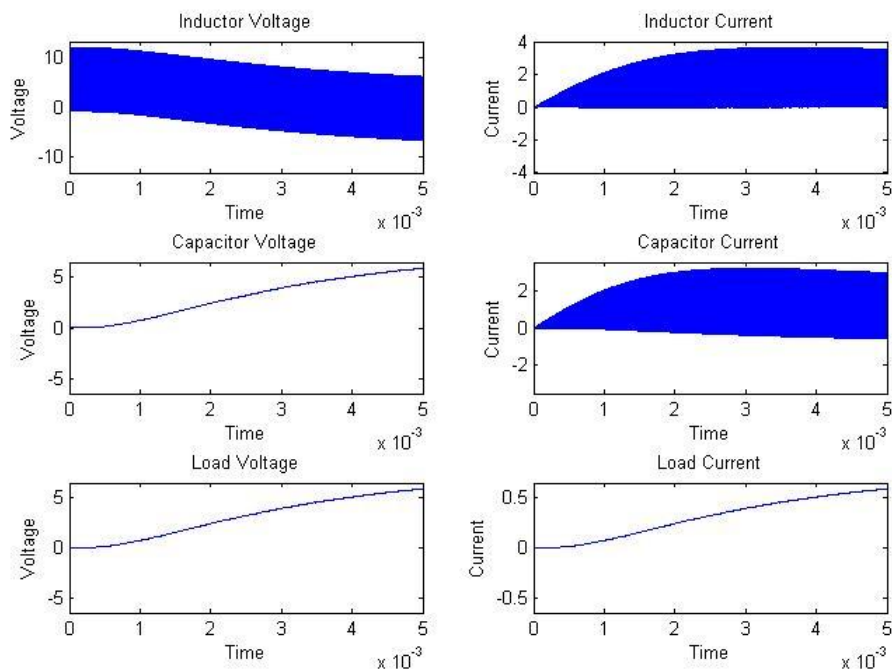 Inductor Voltage
10
0
-10
Voltage
0 1 2 3 4 5
Time
x 10-3
Inductor Current
4
2
0
-2
-4
Current
0 1 2 3 4 5
Time
x 10-3
Capacitor Voltage
5
0
-5
Voltage
0 1 2 3 4 5
Time
x 10-3
Capacitor Current
2
0
-2
Current
0 1 2 3 4 5
Time
x 10-3
Load Voltage
5
0
-5
Voltage
0 1 2 3 4 5
Time
x 10-3
Load Current
0.5
0
-0.5
Current
0 1 2 3 4 5
Time
x 10-3